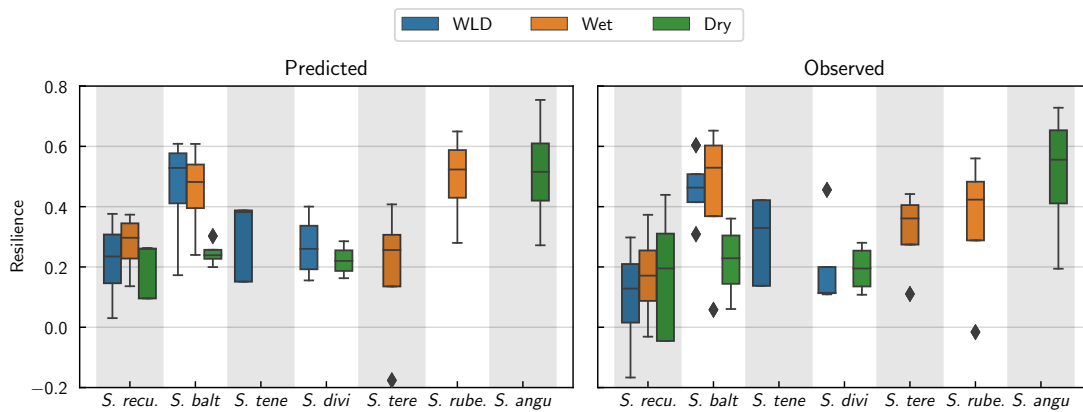 WLD Wet Dry
Predicted Observed
Resilience
0.8
0.6
0.4
0.2
0.0
−0.2
S. recu. S. balt S. tene S. divi S. tere S. rube. S. angu S. recu. S. balt S. tene S. divi S. tere S. rube. S. angu